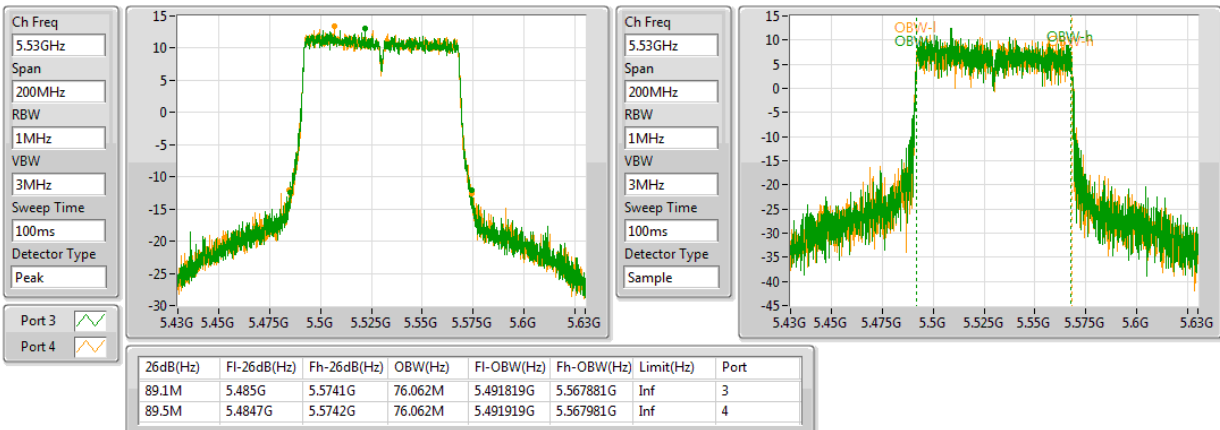 Ch Freq
5.53GHz
Span
200MHz
RBW
1MHz
VBW
3MHz
Sweep Time
100ms
Detector Type
Peak
Port 3
Port 4
15
10
5
0
-5
-10
-15
-20
-25
-30
5.43G 5.45G 5.475G 5.5G 5.525G 5.55G 5.575G 5.6G 5.63G
Ch Freq
5.53GHz
Span
200MHz
RBW
1MHz
VBW
3MHz
Sweep Time
100ms
Detector Type
Sample
15
10
5
0
-5
-10
-15
-20
-25
-30
-35
-40
-45
OBW-l
OBW-h
5.43G 5.45G 5.475G 5.5G 5.525G 5.55G 5.575G 5.6G 5.63G
26dB(Hz) Fl-26dB(Hz) Fh-26dB(Hz) OBW(Hz) Fl-OBW(Hz) Fh-OBW(Hz) Limit(Hz) Port
89.1M 5.485G 5.5741G 76.062M 5.491819G 5.567881G Inf 3
89.5M 5.4847G 5.5742G 76.062M 5.491919G 5.567981G Inf 4